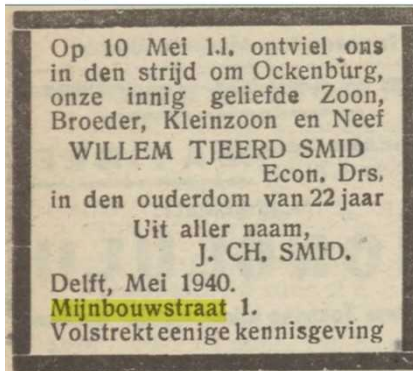 Op 10 Mei l.l. ontviel ons
in den strijd om Ockenburg,
onze innig geliefde Zoon,
Broeder, Kleinzoon en Neef
WILLEM TJEERD SMID
Econ. Drs.
in den ouderdom van 22 jaar
Uit aller naam,
J. CH. SMID.
Delft, Mei 1940.
Mijnbouwstraat 1.
Volstrekt eenige kennisgeving